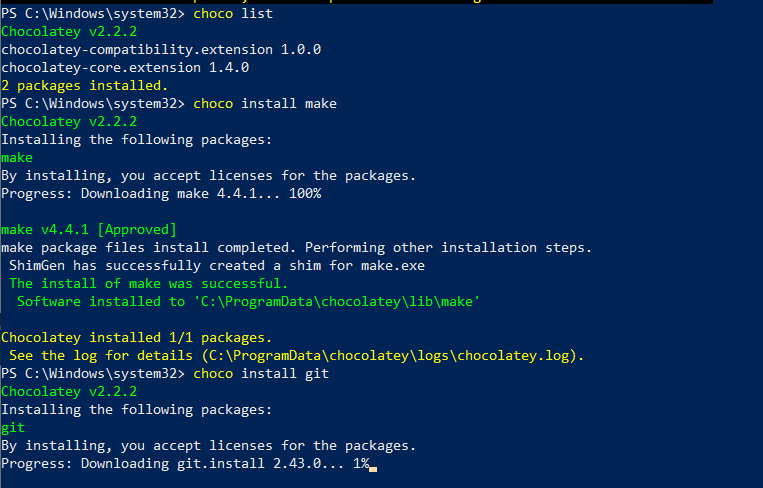 PS C:\Windows\system32> choco list
Chocolatey v2.2.2
chocolatey-compatibility.extension 1.0.0
chocolatey-core.extension 1.4.0
2 packages installed.
PS C:\Windows\system32> choco install make
Chocolatey v2.2.2
Installing the following packages:
make
By installing, you accept licenses for the packages.
Progress: Downloading make 4.4.1... 100%
make v4.4.1 [Approved]
make package files install completed. Performing other installation steps.
ShimGen has successfully created a shim for make.exe
The install of make was successful.
Software installed to 'C:\ProgramData\chocolatey\lib\make'
Chocolatey installed 1/1 packages.
See the log for details (C:\ProgramData\chocolatey\logs\chocolatey.log).
PS C:\Windows\system32> choco install git
Chocolatey v2.2.2
Installing the following packages:
git
By installing, you accept licenses for the packages.
Progress: Downloading git.install 2.43.0... 1%